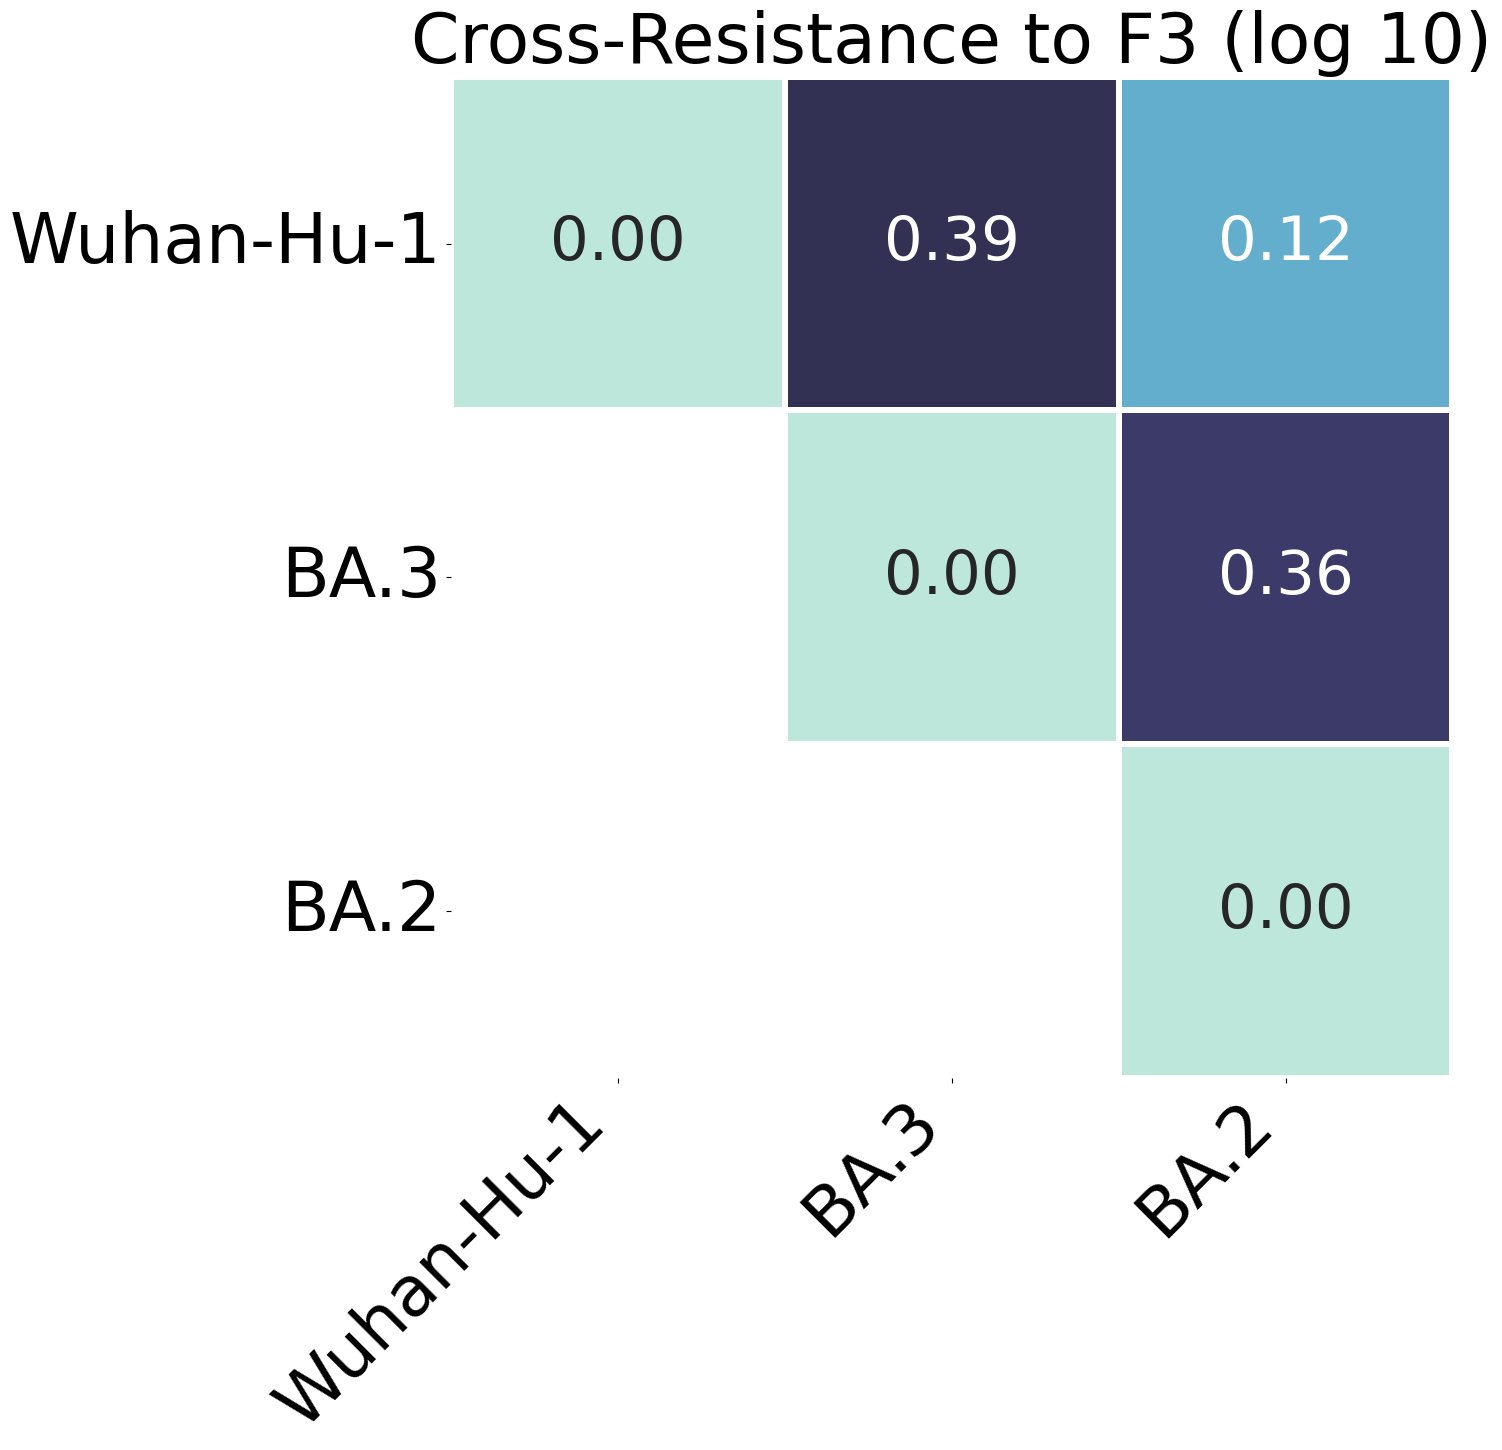 Cross-Resistance to F3 (log 10)
Wuhan-Hu-1 0.00 0.39 0.12
BA.3 0.00 0.36
BA.2 0.00
Wuhan-Hu-1 BA.3 BA.2